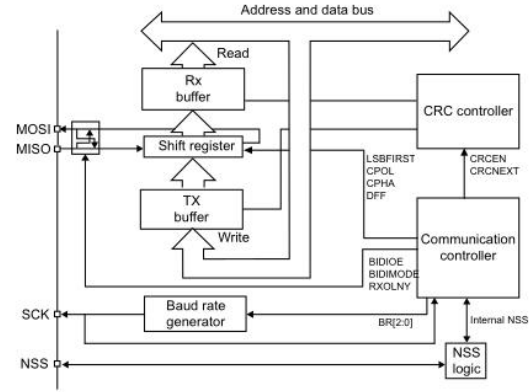 Address and data bus
Read
Rx
buffer
CRC controller
MOSI
MISO
Shift register
LSBFIRST
CPOL
CPHA
DFF
CRCEN
CRCNEXT
TX
buffer
Write
Communication
controller
BIDIOE
BIDIMODE
RXOLNY
SCK
Baud rate
generator
BR[2:0]
Internal NSS
NSS
NSS
logic